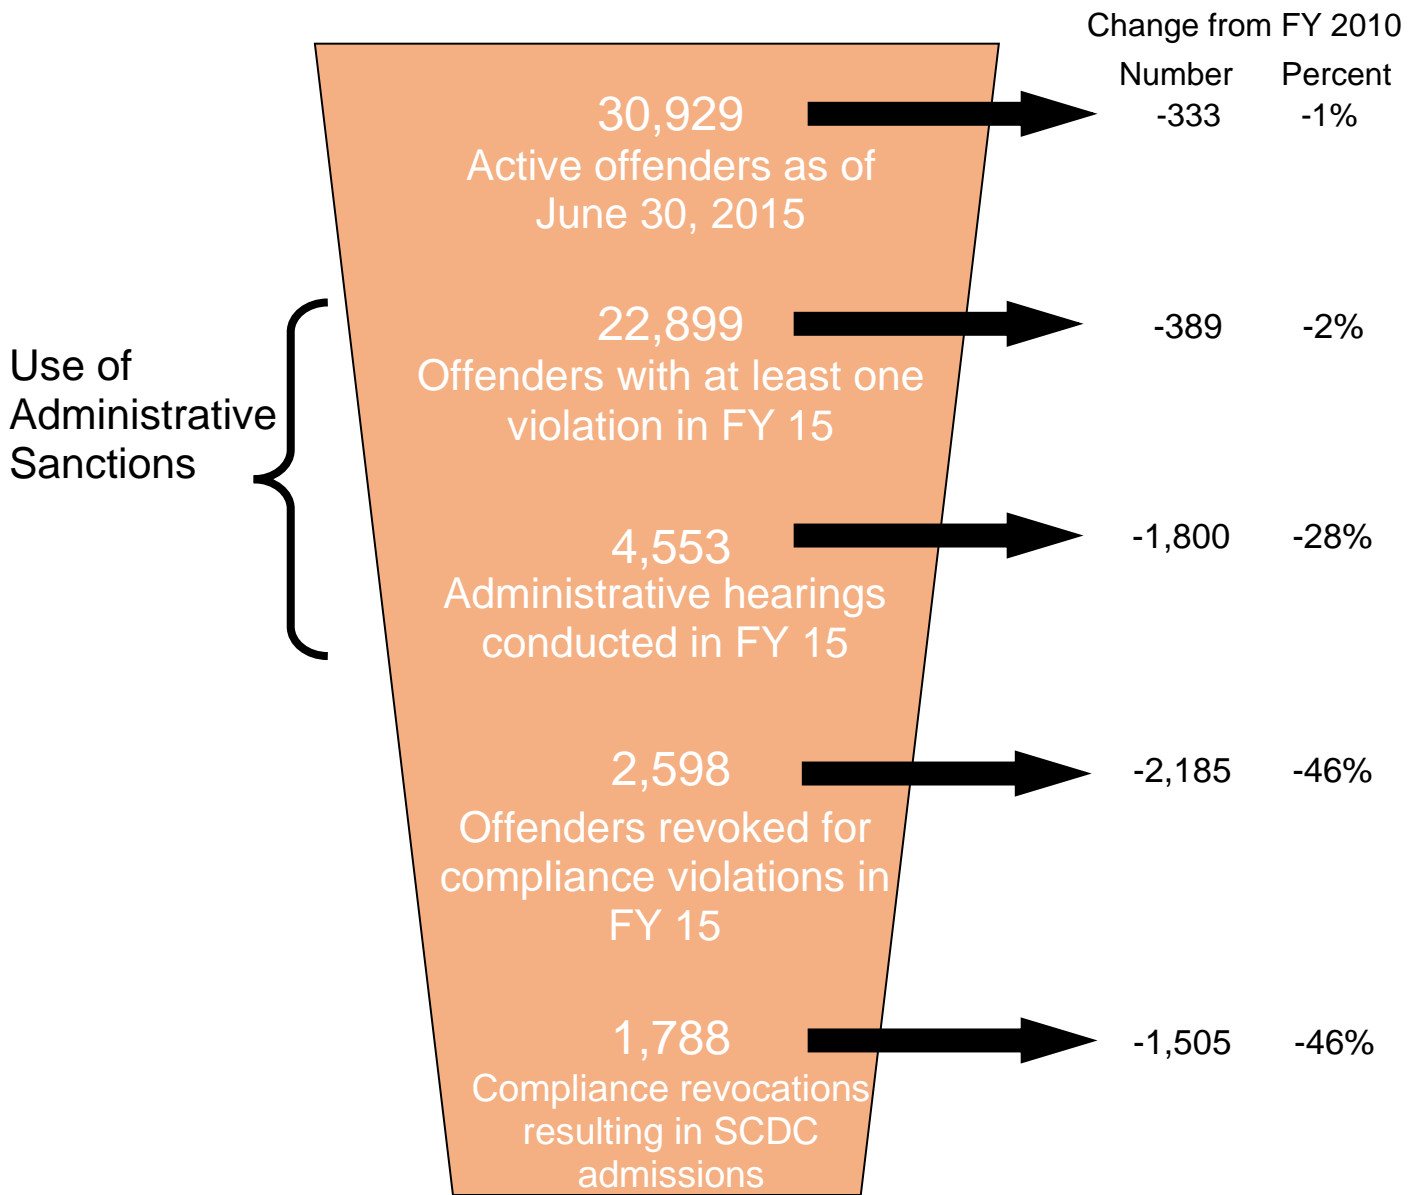 Change from FY 2010
Number Percent
30,929 -333 -1%
Active offenders as of
June 30, 2015
22,899 -389 -2%
Offenders with at least one
violation in FY 15
Use of
Administrative
Sanctions
4,553 -1,800 -28%
Administrative hearings
conducted in FY 15
2,598 -2,185 -46%
Offenders revoked for
compliance violations in
FY 15
1,788 -1,505 -46%
Compliance revocations
resulting in SCDC
admissions